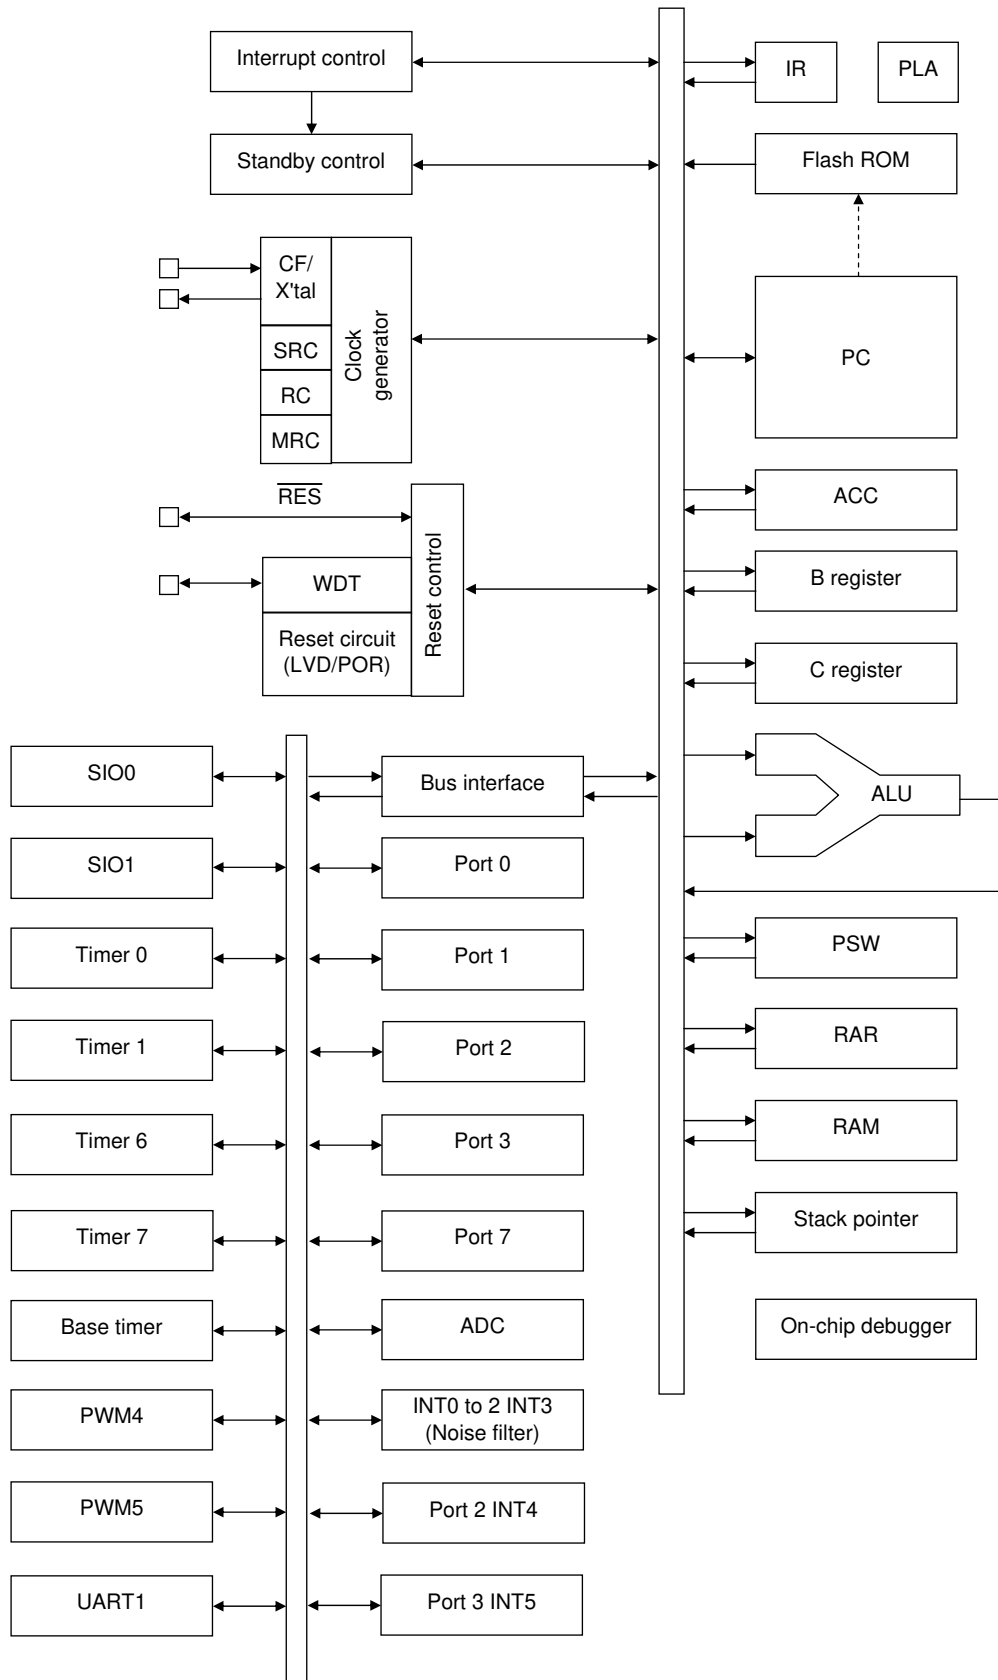 Interrupt control
IR
PLA
Standby control
Flash ROM
CF/
X'tal
SRC
RC
MRC
Clock
generator
PC
RES
WDT
Reset circuit
(LVD/POR)
Reset control
ACC
B register
C register
SIO0
Bus interface
ALU
SIO1
Port 0
Timer 0
Port 1
PSW
Timer 1
Port 2
RAR
Timer 6
Port 3
RAM
Timer 7
Port 7
Stack pointer
Base timer
ADC
On-chip debugger
PWM4
INT0 to 2 INT3
(Noise filter)
PWM5
Port 2 INT4
UART1
Port 3 INT5